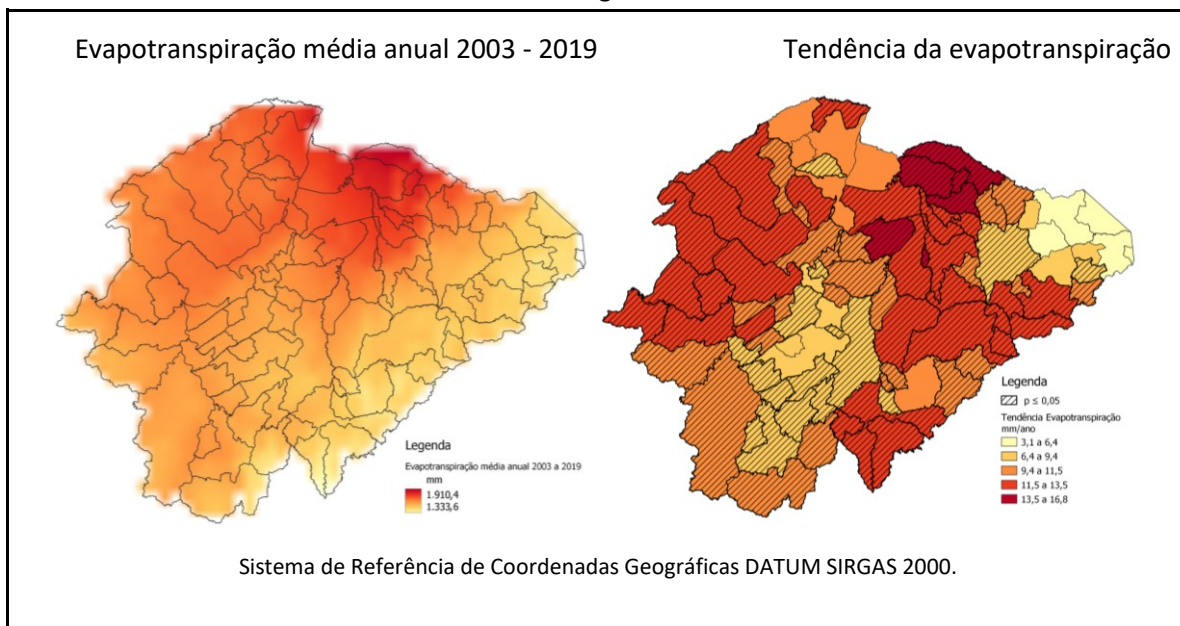 Evapotranspiração média anual 2003 - 2019
Tendência da evapotranspiração
Legenda
Evapotranspiração média anual 2003 a 2019
mm
1.910,4
1.333,6
Legenda
p ≤ 0,05
Tendência Evapotranspiração
mm/ano
3,1 a 6,4
6,4 a 9,4
9,4 a 11,5
11,5 a 13,5
13,5 a 16,8
Sistema de Referência de Coordenadas Geográficas DATUM SIRGAS 2000.